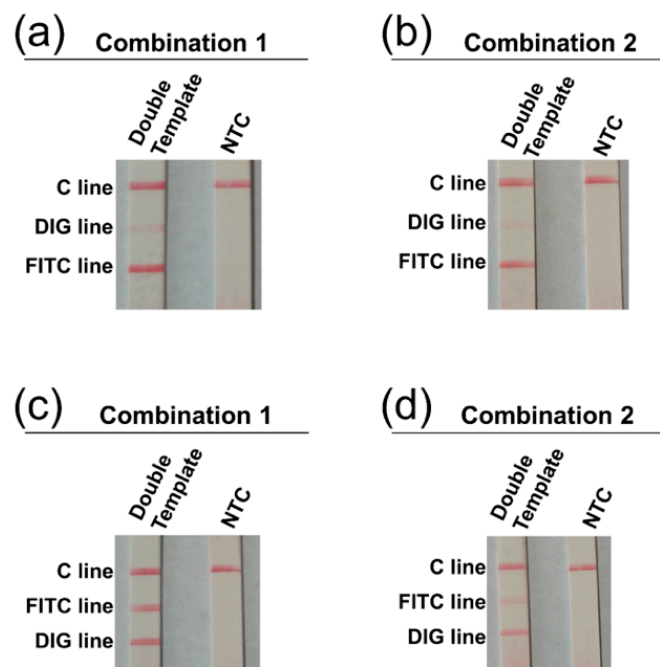 (a)
Combination 1
Double
Template
NTC
C line
DIG line
FITC line
(b)
Combination 2
Double
Template
NTC
C line
DIG line
FITC line
(c)
Combination 1
Double
Template
NTC
C line
FITC line
DIG line
(d)
Combination 2
Double
Template
NTC
C line
FITC line
DIG line